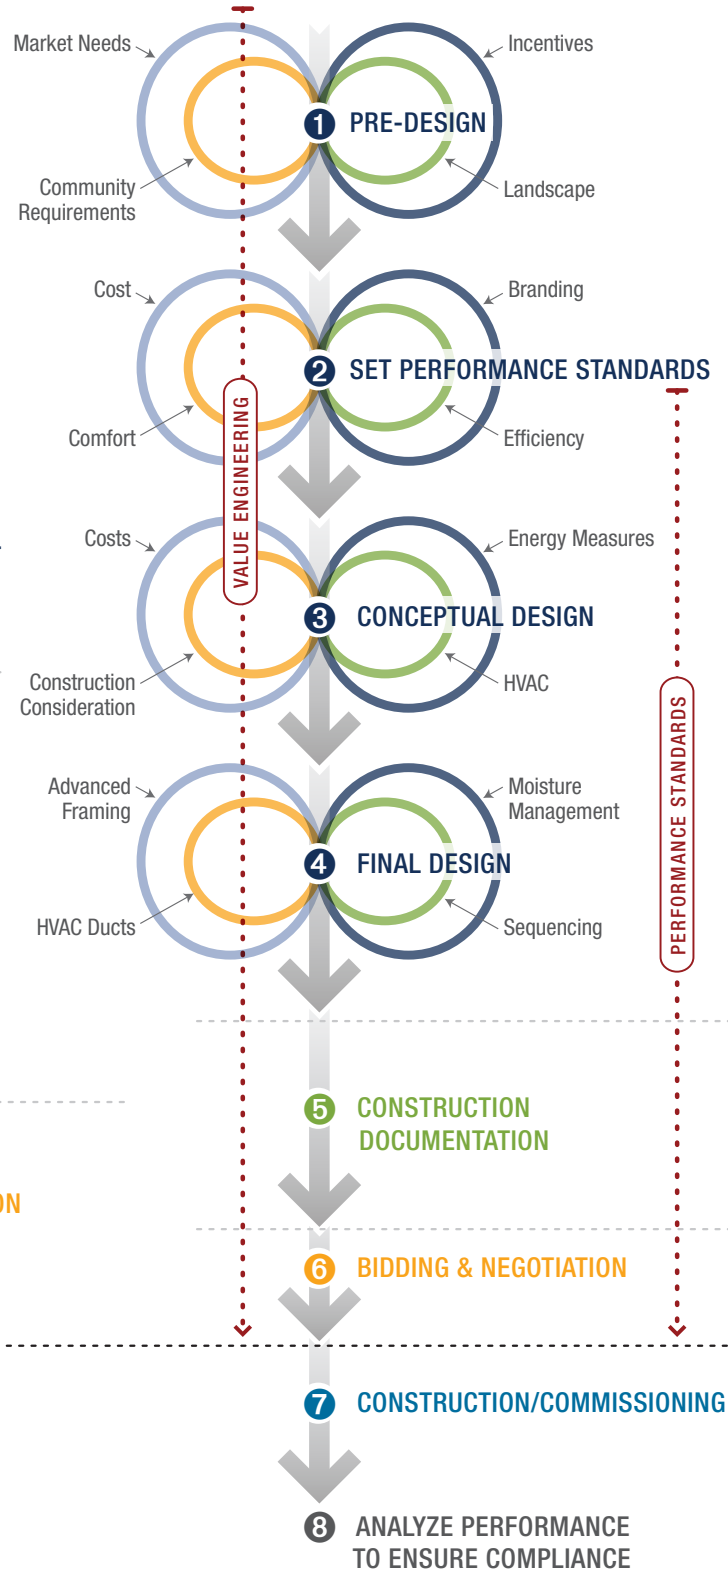 Market Needs
Incentives
1 PRE-DESIGN
Community
Requirements
Landscape
Cost
Branding
2 SET PERFORMANCE STANDARDS
Comfort
Efficiency
VALUE ENGINEERING
Costs
Energy Measures
3 CONCEPTUAL DESIGN
Construction
Consideration
HVAC
PERFORMANCE STANDARDS
Advanced
Framing
Moisture
Management
4 FINAL DESIGN
HVAC Ducts
Sequencing
5 CONSTRUCTION
DOCUMENTATION
ON
6 BIDDING & NEGOTIATION
7 CONSTRUCTION/COMMISSIONING
8 ANALYZE PERFORMANCE
TO ENSURE COMPLIANCE